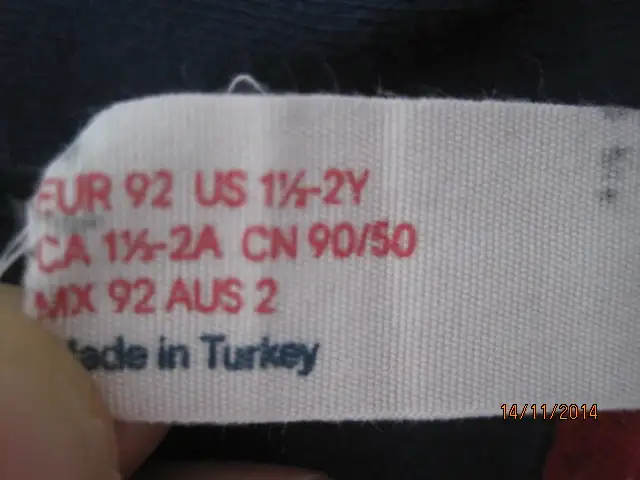 EUR 92 US 1½-2Y
CA 1½-2A CN 90/50
MX 92 AUS 2
Made in Turkey
14/11/2014